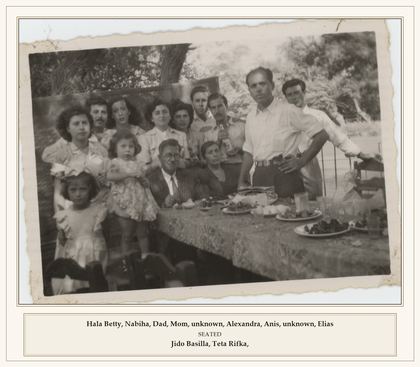 Hala Betty, Nabiha, Dad, Mom, unknown, Alexandra, Anis, unknown, Elias
SEATED
Jido Basilla, Teta Rifka,